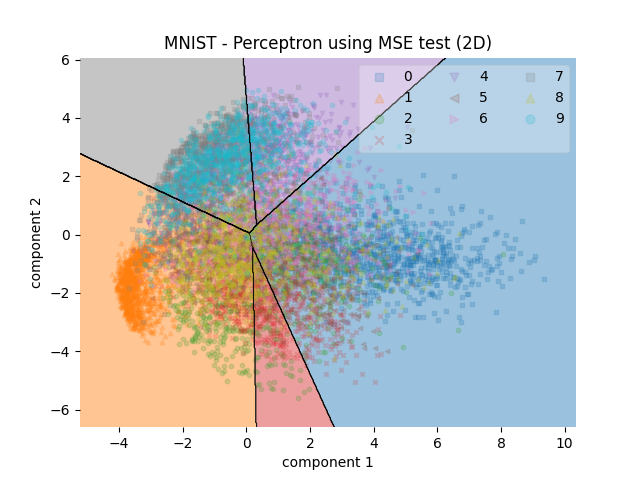 MNIST - Perceptron using MSE test (2D)
6
4
2
0
−2
−4
−6
component 2
0 4 7
1 5 8
2 6 9
3
−4 −2 0 2 4 6 8 10
component 1